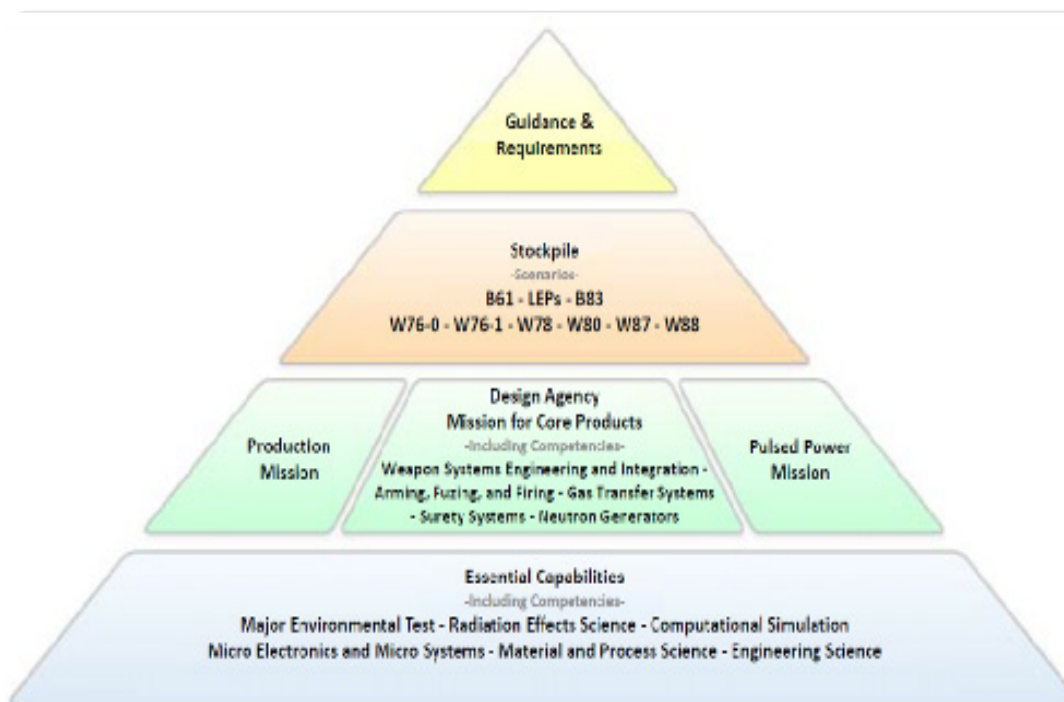 Guidance &
Requirements
Stockpile
-Scenarios-
B61 - LEPs - B83
W76-0 - W76-1 - W78 - W80 - W87 - W88
Production
Mission
Design Agency
Mission for Core Products
-Including Competencies-
Weapon Systems Engineering and Integration -
Arming, Fuzing, and Firing - Gas Transfer Systems
- Surety Systems - Neutron Generators
Pulsed Power
Mission
Essential Capabilities
-Including Competencies-
Major Environmental Test - Radiation Effects Science - Computational Simulation
Micro Electronics and Micro Systems - Material and Process Science - Engineering Science